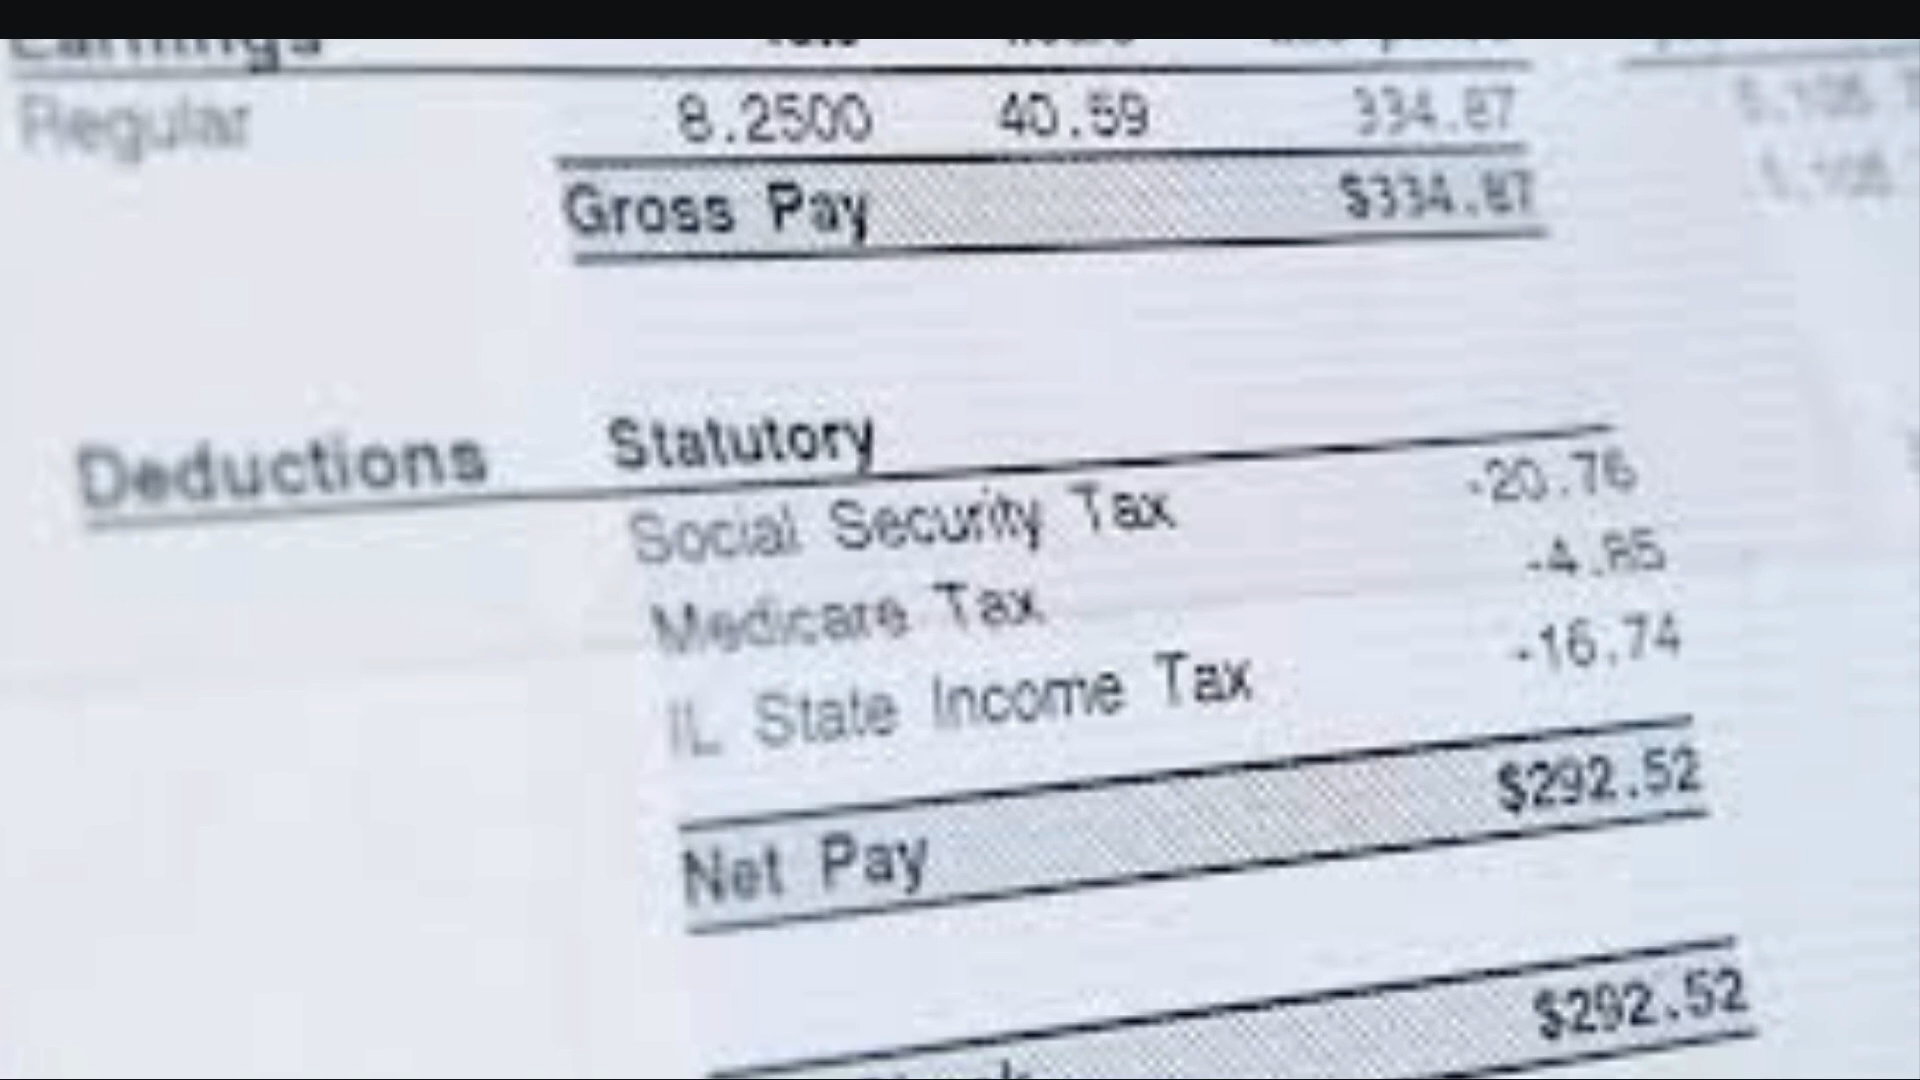 Earnings
Regular 8.2500 40.59 334.87
Gross Pay $334.87
Deductions Statutory
Social Security Tax -20.76
Medicare Tax -4.85
IL State Income Tax -16.74
Net Pay $292.52
$292.52